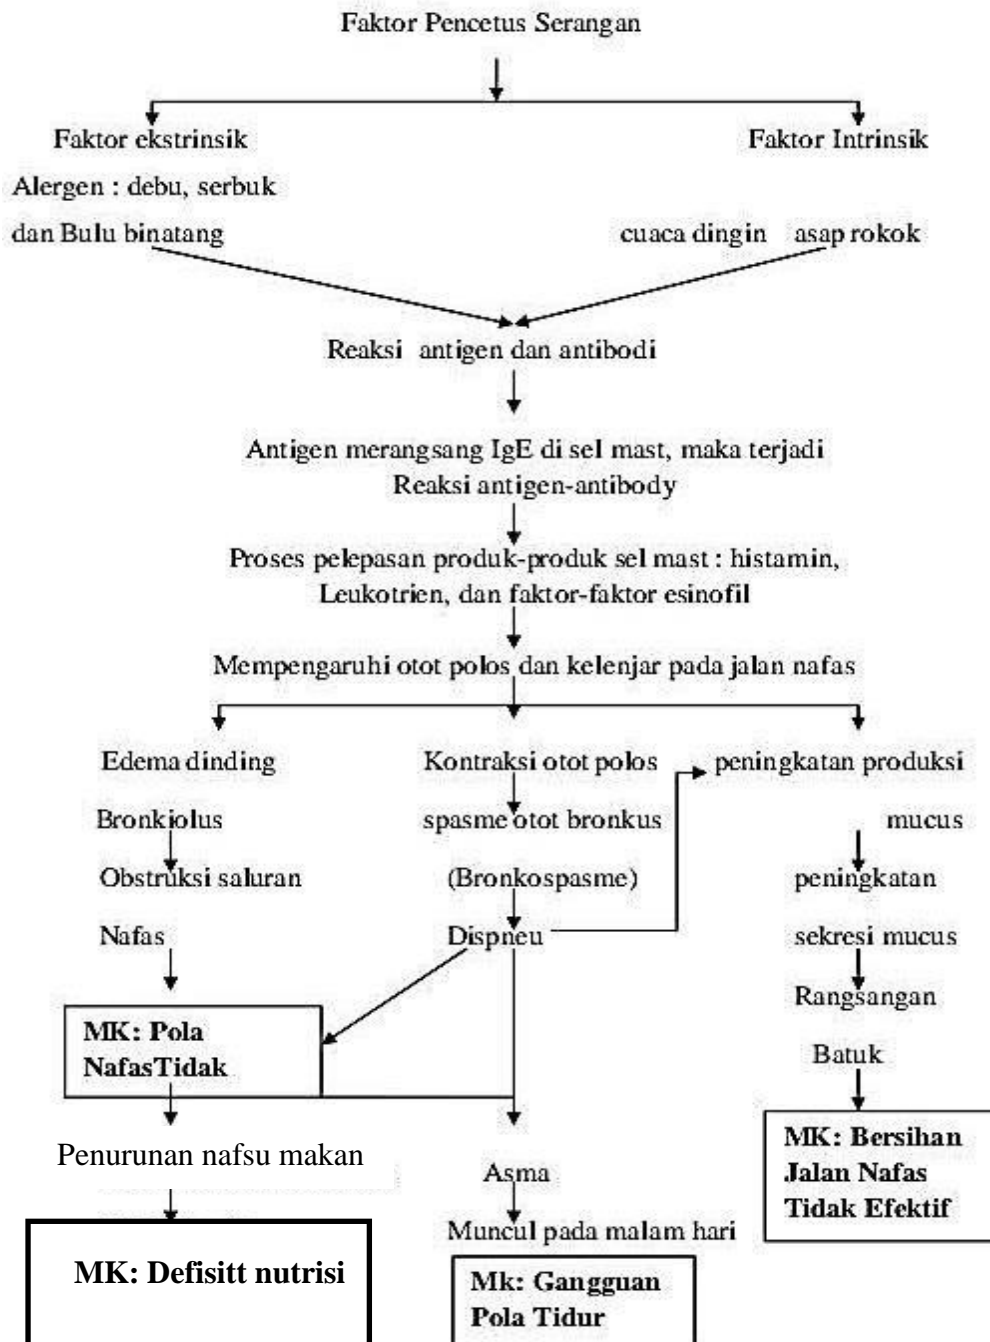 Faktor Pencetus Serangan
Faktor ekstrinsik
Faktor Intrinsik
Alergen : debu, serbuk
dan Bulu binatang
cuaca dingin asap rokok
Reaksi antigen dan antibodi
Antigen merangsang IgE di sel mast, maka terjadi
Reaksi antigen-antibody
Proses pelepasan produk-produk sel mast : histamin,
Leukotrien, dan faktor-faktor esinofil
Mempengaruhi otot polos dan kelenjar pada jalan nafas
Edema dinding
Bronkiolus
Obstruksi saluran
Nafas
MK: Pola
NafasTidak
Penurunan nafsu makan
MK: Defisitt nutrisi
Kontraksi otot polos
spasme otot bronkus
(Bronkospasme)
Dispneu
Asma
Muncul pada malam hari
Mk: Gangguan
Pola Tidur
peningkatan produksi
mucus
peningkatan
sekresi mucus
Rangsangan
Batuk
MK: Bersihan
Jalan Nafas
Tidak Efektif